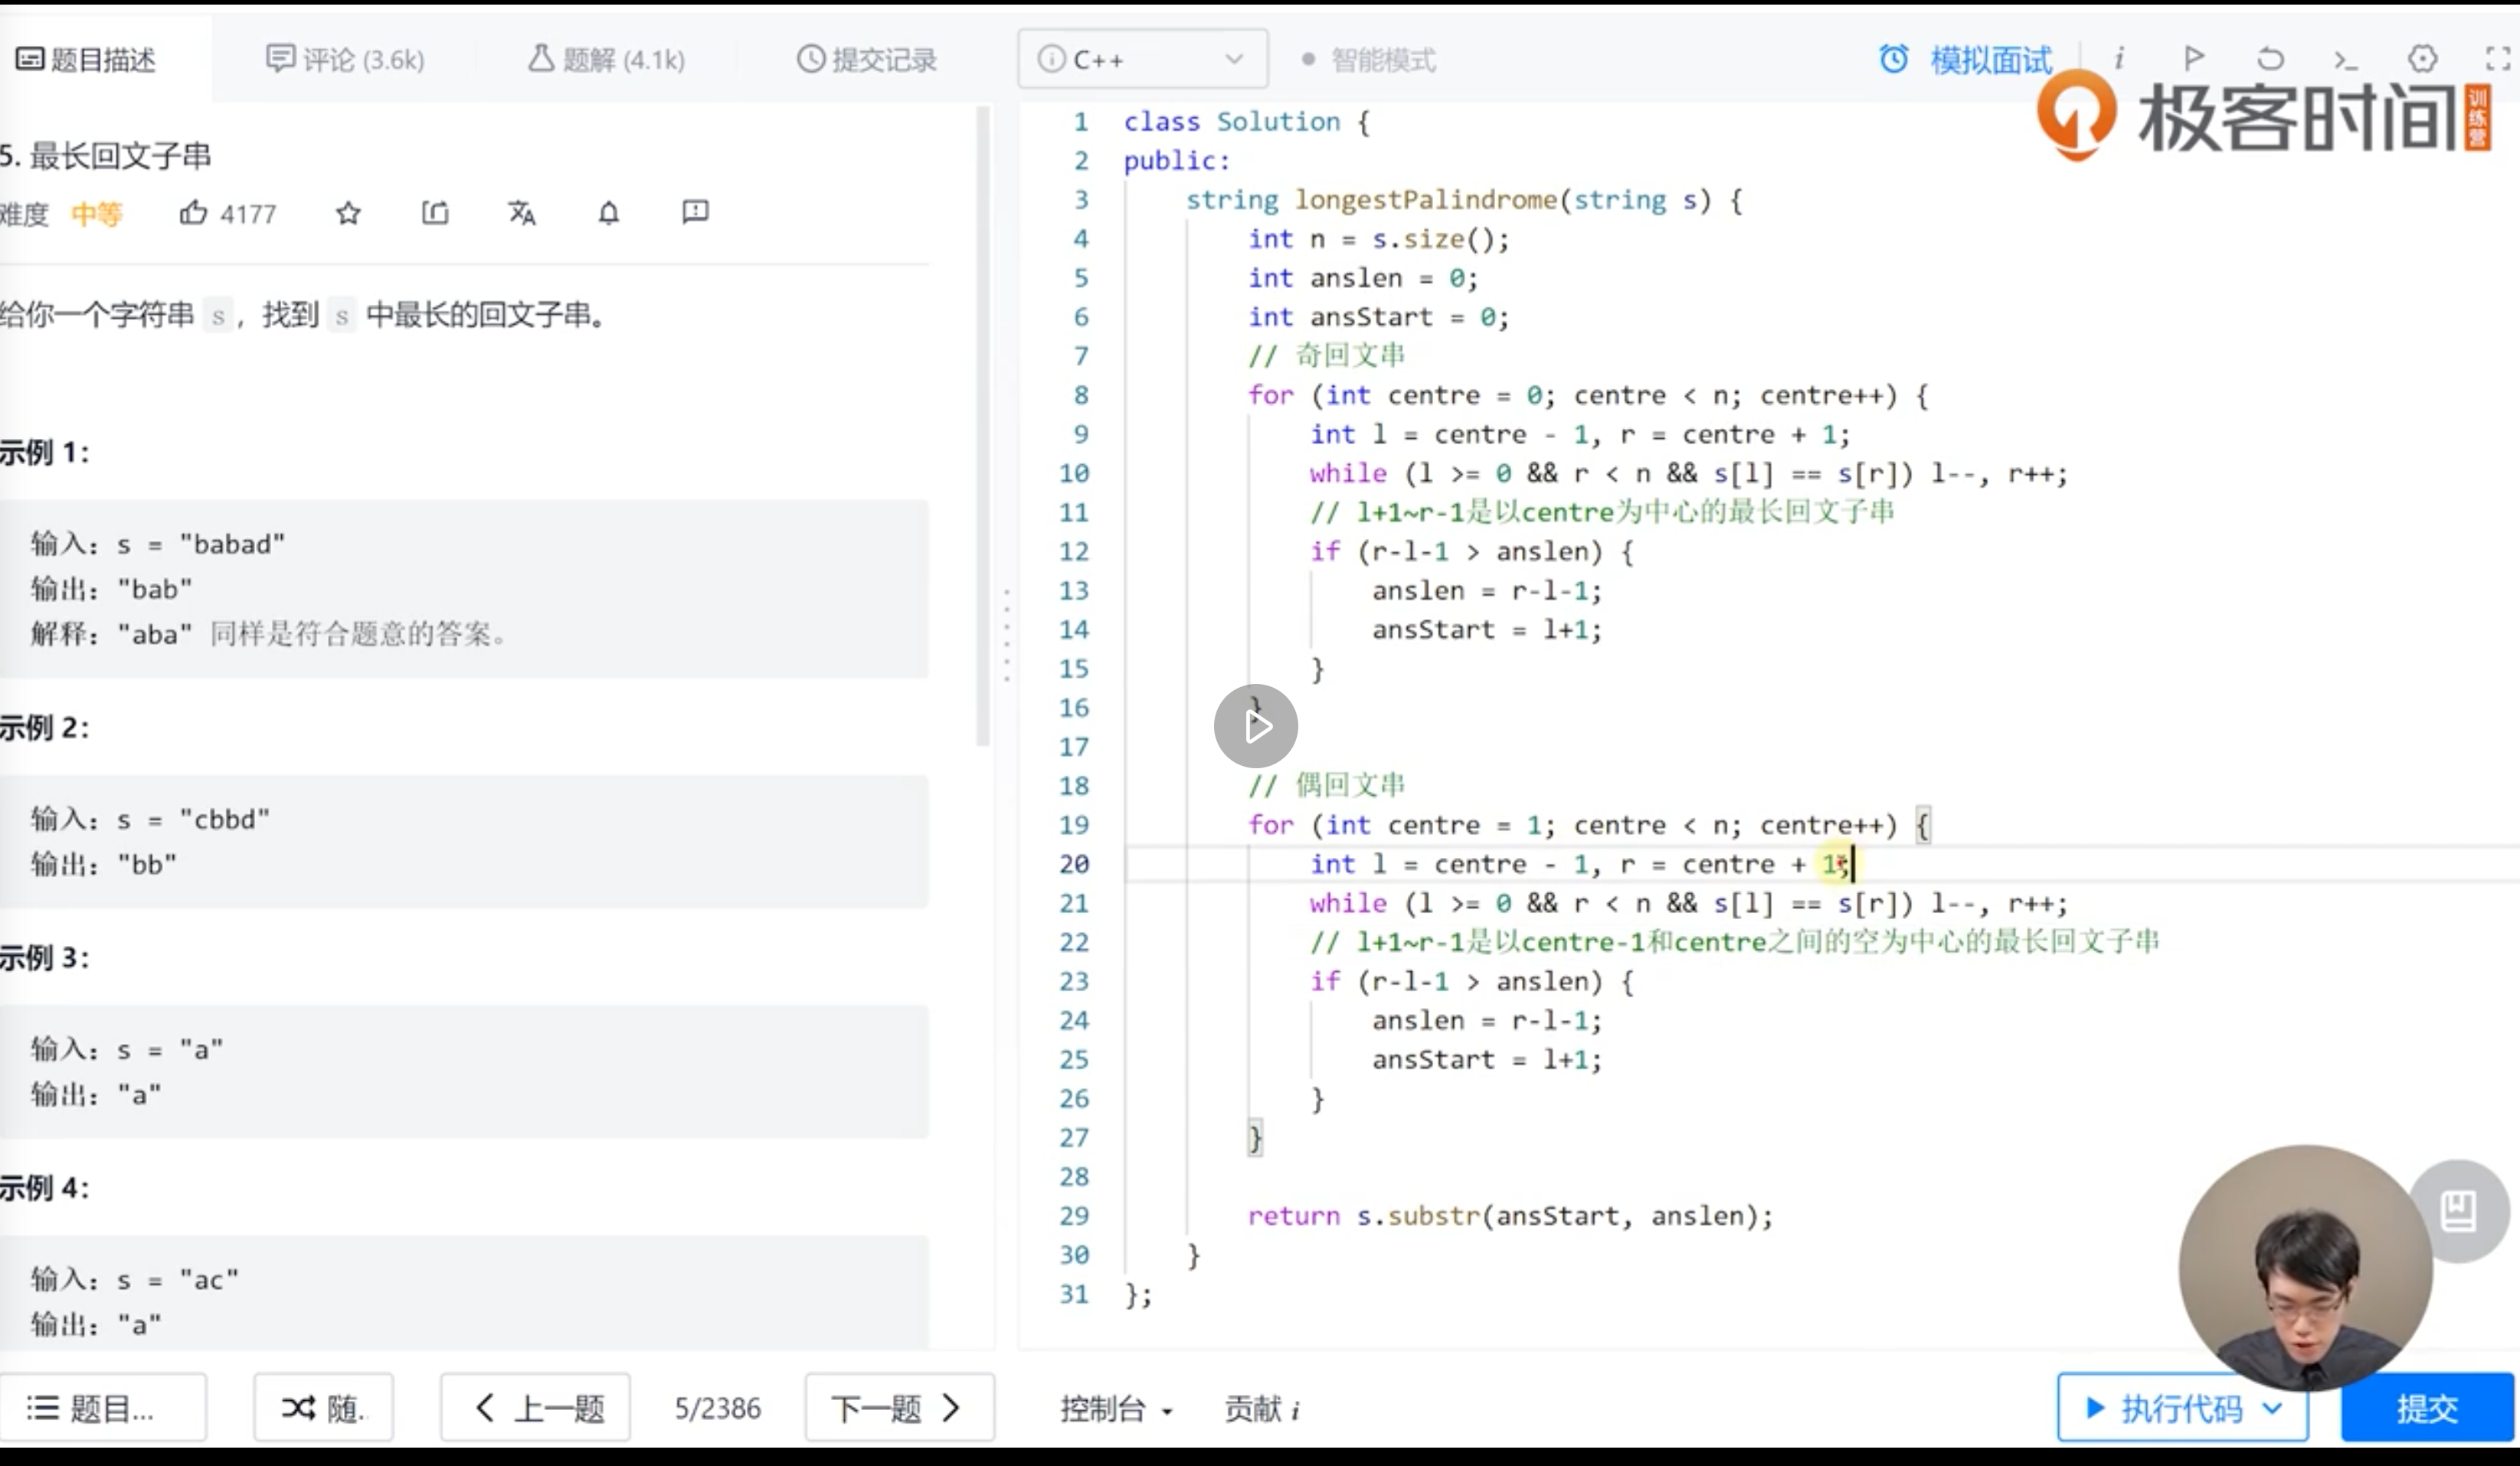 题目描述
评论 (3.6k)
题解 (4.1k)
提交记录
C++
智能模式
模拟面试
极客时间
训练营
5. 最长回文子串
难度 中等 4177
给你一个字符串 s，找到 s 中最长的回文子串。
示例 1：
输入：s = "babad"
输出："bab"
解释："aba" 同样是符合题意的答案。
示例 2：
输入：s = "cbbd"
输出："bb"
示例 3：
输入：s = "a"
输出："a"
示例 4：
输入：s = "ac"
输出："a"
1 class Solution {
2 public:
3 string longestPalindrome(string s) {
4 int n = s.size();
5 int anslen = 0;
6 int ansStart = 0;
7 // 奇回文串
8 for (int centre = 0; centre < n; centre++) {
9 int l = centre - 1, r = centre + 1;
10 while (l >= 0 && r < n && s[l] == s[r]) l--, r++;
11 // l+1~r-1是以centre为中心的最长回文子串
12 if (r-l-1 > anslen) {
13 anslen = r-l-1;
14 ansStart = l+1;
15 }
16 }
17
18 // 偶回文串
19 for (int centre = 1; centre < n; centre++) {
20 int l = centre - 1, r = centre + 1;
21 while (l >= 0 && r < n && s[l] == s[r]) l--, r++;
22 // l+1~r-1是以centre-1和centre之间的空为中心的最长回文子串
23 if (r-l-1 > anslen) {
24 anslen = r-l-1;
25 ansStart = l+1;
26 }
27 }
28
29 return s.substr(ansStart, anslen);
30 }
31 };
题目...
随.
上一题
5/2386
下一题
控制台
贡献 i
执行代码
提交